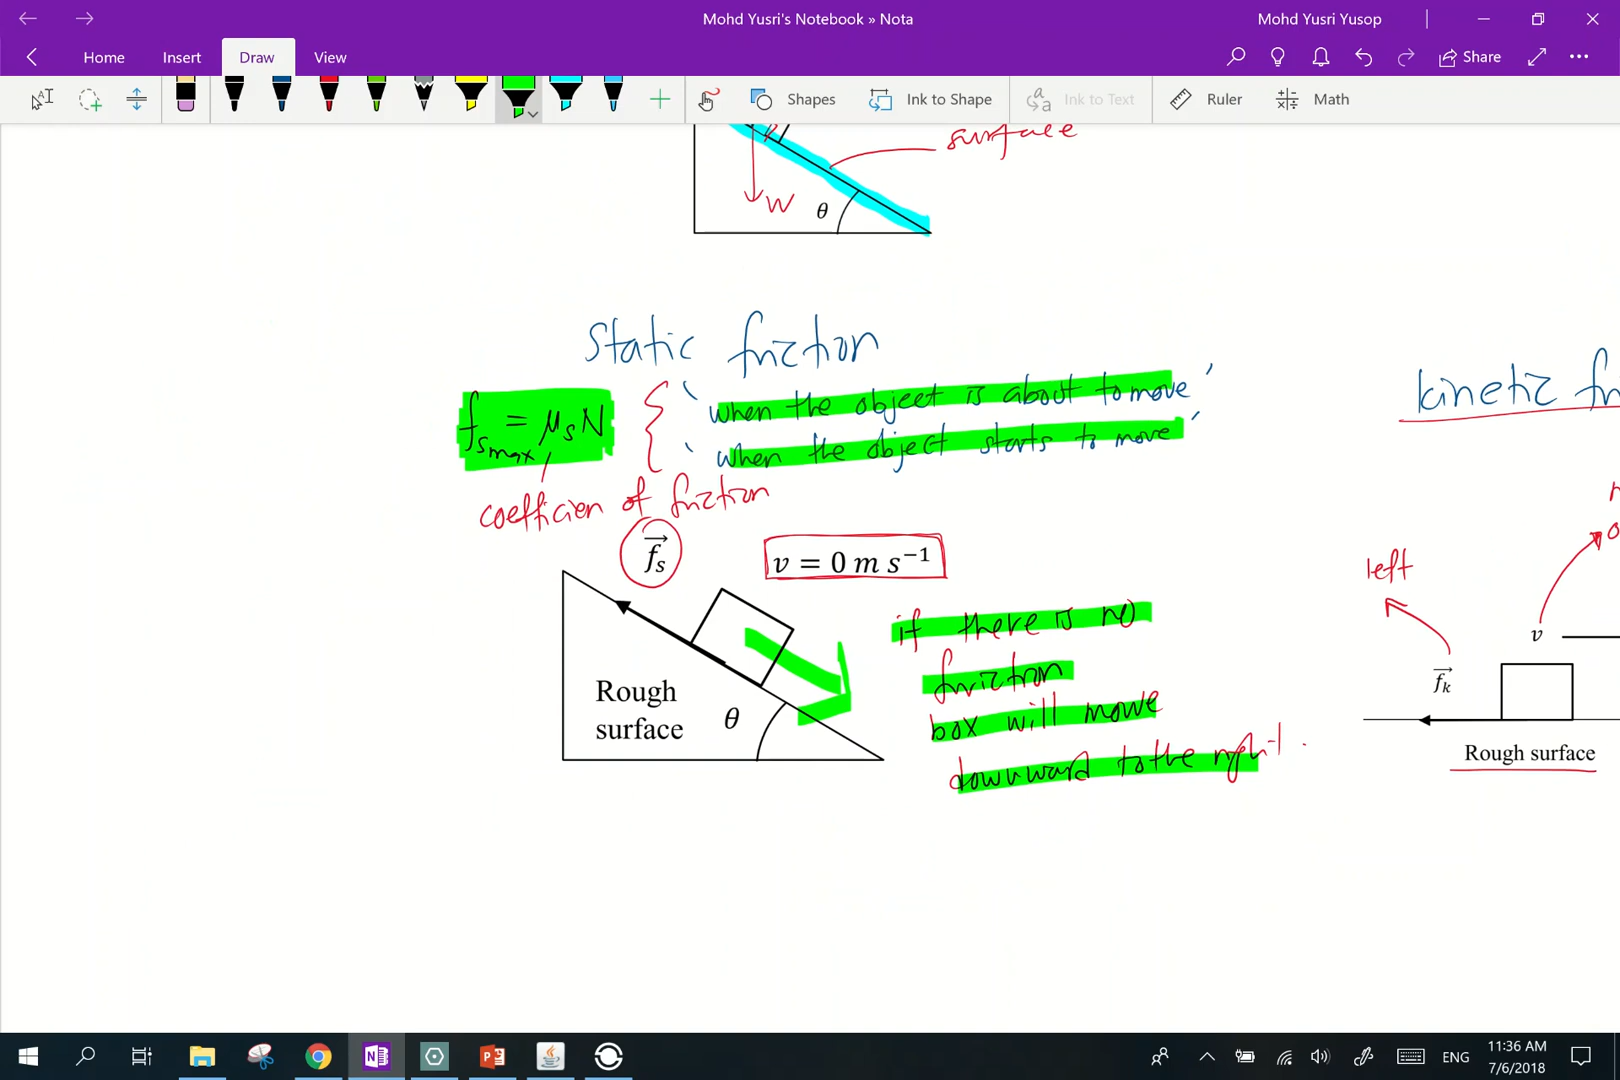 Mohd Yusri's Notebook » Nota
Mohd Yusri Yusop
Home
Insert
Draw
View
Share
Shapes
Ink to Shape
Ink to Text
Ruler
Math
surface
W
θ
static friction
f smax = μs N
'when the object is about to move'
'when the object starts to move'
coefficien of friction
fs
v = 0 m s−1
Rough
surface
θ
if there is no
friction
box will move
downward to the right.
kinetic f
left
v
fk
Rough surface
ENG
11:36 AM
7/6/2018